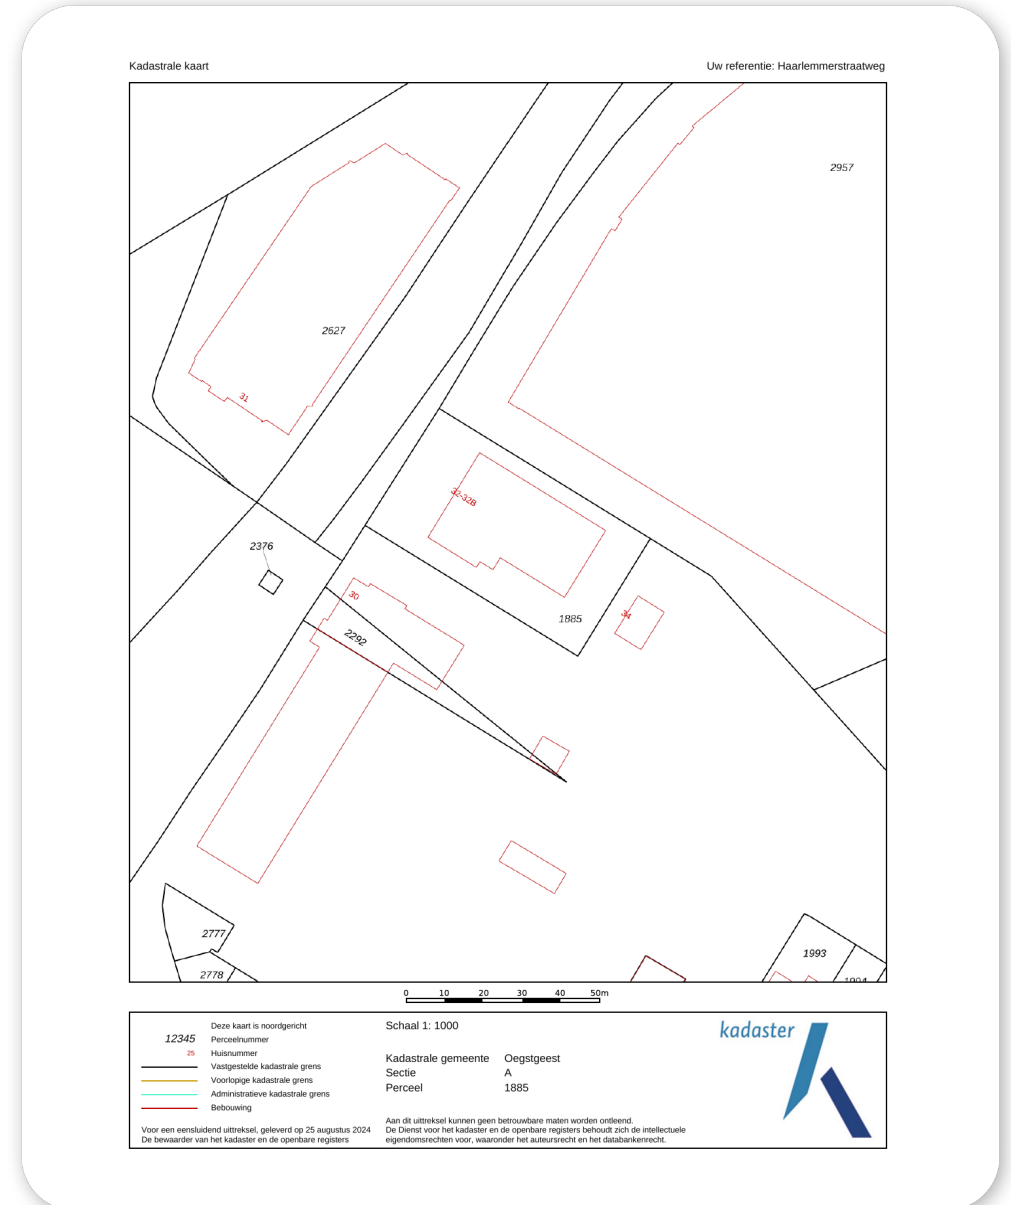 Kadastrale kaart
Uw referentie: Haarlemmerstraatweg
2957
2627
31
32-32B
2376
30
1885
34
2292
2777
1993
2778
1994
0 10 20 30 40 50m
Deze kaart is noordgericht
12345 Perceelnummer
25 Huisnummer
Vastgestelde kadastrale grens
Voorlopige kadastrale grens
Administratieve kadastrale grens
Bebouwing
Voor een eensluidend uittreksel, geleverd op 25 augustus 2024
De bewaarder van het kadaster en de openbare registers
Schaal 1: 1000
Kadastrale gemeente Oegstgeest
Sectie A
Perceel 1885
Aan dit uittreksel kunnen geen betrouwbare maten worden ontleend.
De Dienst voor het kadaster en de openbare registers behoudt zich de intellectuele
eigendomsrechten voor, waaronder het auteursrecht en het databankenrecht.
kadaster